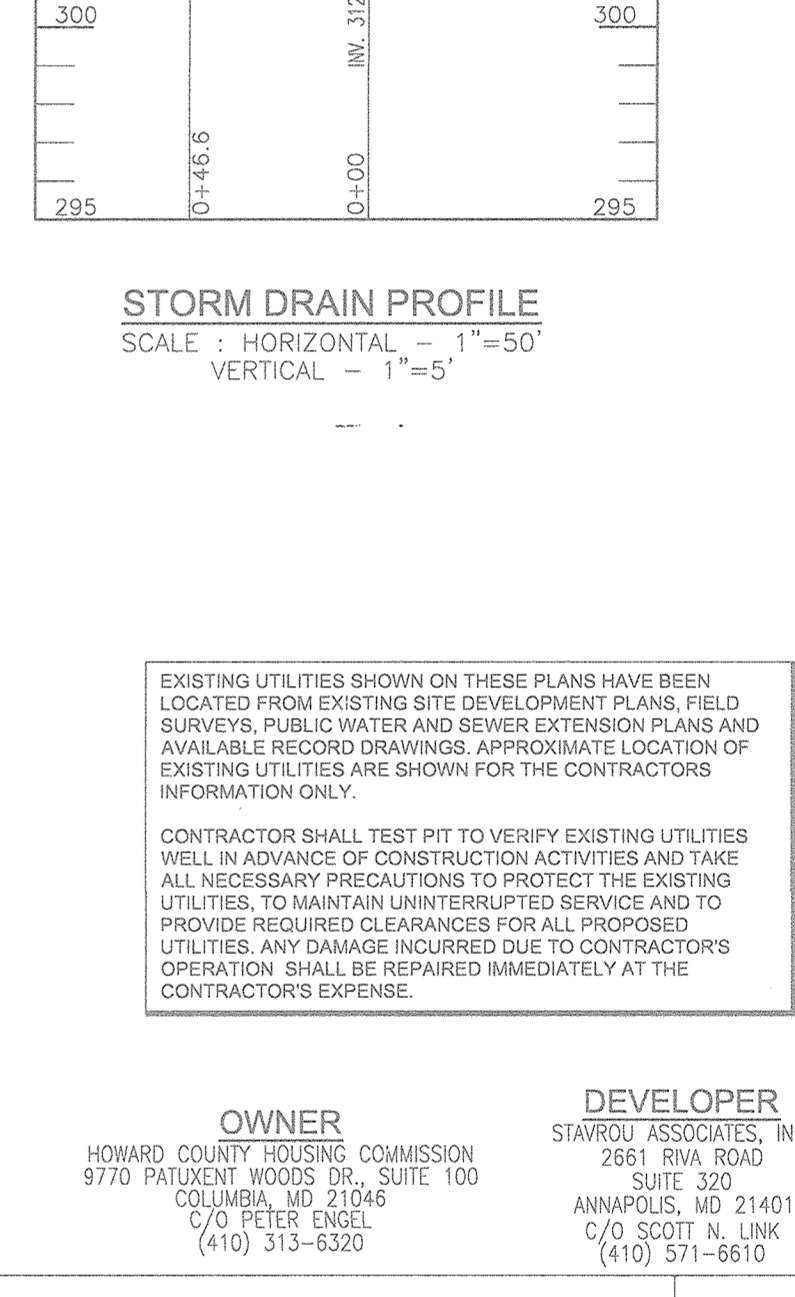 300
300
INV. 312
0+46.6
0+00
295
295
STORM DRAIN PROFILE
SCALE : HORIZONTAL – 1"=50'
VERTICAL – 1"=5'
EXISTING UTILITIES SHOWN ON THESE PLANS HAVE BEEN
LOCATED FROM EXISTING SITE DEVELOPMENT PLANS, FIELD
SURVEYS, PUBLIC WATER AND SEWER EXTENSION PLANS AND
AVAILABLE RECORD DRAWINGS. APPROXIMATE LOCATION OF
EXISTING UTILITIES ARE SHOWN FOR THE CONTRACTORS
INFORMATION ONLY.
CONTRACTOR SHALL TEST PIT TO VERIFY EXISTING UTILITIES
WELL IN ADVANCE OF CONSTRUCTION ACTIVITIES AND TAKE
ALL NECESSARY PRECAUTIONS TO PROTECT THE EXISTING
UTILITIES, TO MAINTAIN UNINTERRUPTED SERVICE AND TO
PROVIDE REQUIRED CLEARANCES FOR ALL PROPOSED
UTILITIES. ANY DAMAGE INCURRED DUE TO CONTRACTOR'S
OPERATION SHALL BE REPAIRED IMMEDIATELY AT THE
CONTRACTOR'S EXPENSE.
OWNER
HOWARD COUNTY HOUSING COMMISSION
9770 PATUXENT WOODS DR., SUITE 100
COLUMBIA, MD 21046
C/O PETER ENGEL
(410) 313-6320
DEVELOPER
STAVROU ASSOCIATES, IN
2661 RIVA ROAD
SUITE 320
ANNAPOLIS, MD 21401
C/O SCOTT N. LINK
(410) 571-6610